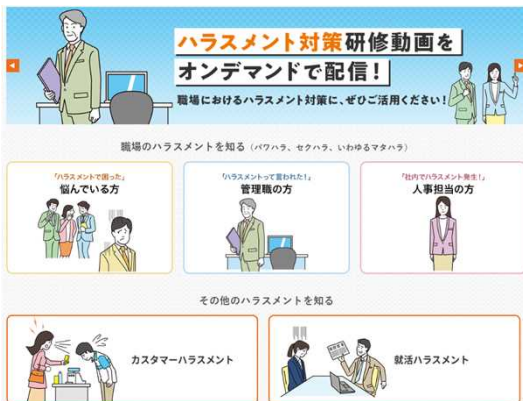 ハラスメント対策研修動画を
オンデマンドで配信！
職場におけるハラスメント対策に、ぜひご活用ください！
職場のハラスメントを知る（パワハラ、セクハラ、いわゆるマタハラ）
「ハラスメントで困った」
悩んでいる方
「ハラスメントって言われた！」
管理職の方
「社内でハラスメント発生！」
人事担当の方
その他のハラスメントを知る
カスタマーハラスメント
就活ハラスメント